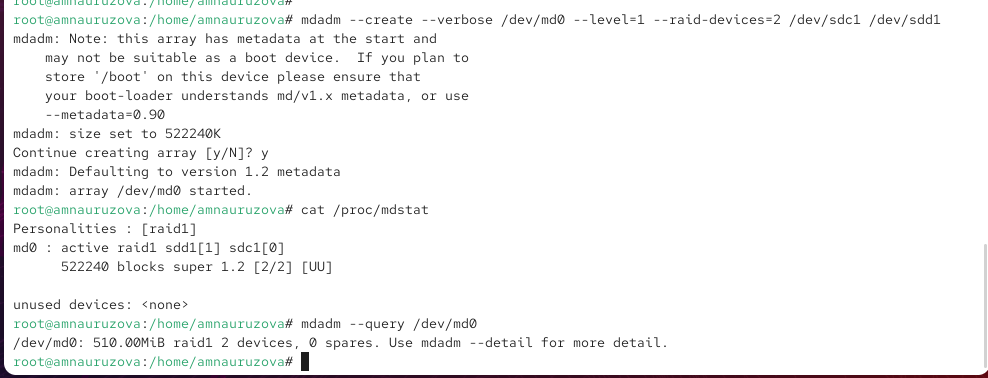 root@amnauruzova:/home/amnauruzova#
root@amnauruzova:/home/amnauruzova# mdadm --create --verbose /dev/md0 --level=1 --raid-devices=2 /dev/sdc1 /dev/sdd1
mdadm: Note: this array has metadata at the start and
    may not be suitable as a boot device.  If you plan to
    store '/boot' on this device please ensure that
    your boot-loader understands md/v1.x metadata, or use
    --metadata=0.90
mdadm: size set to 522240K
Continue creating array [y/N]? y
mdadm: Defaulting to version 1.2 metadata
mdadm: array /dev/md0 started.
root@amnauruzova:/home/amnauruzova# cat /proc/mdstat
Personalities : [raid1]
md0 : active raid1 sdd1[1] sdc1[0]
      522240 blocks super 1.2 [2/2] [UU]

unused devices: <none>
root@amnauruzova:/home/amnauruzova# mdadm --query /dev/md0
/dev/md0: 510.00MiB raid1 2 devices, 0 spares. Use mdadm --detail for more detail.
root@amnauruzova:/home/amnauruzova#